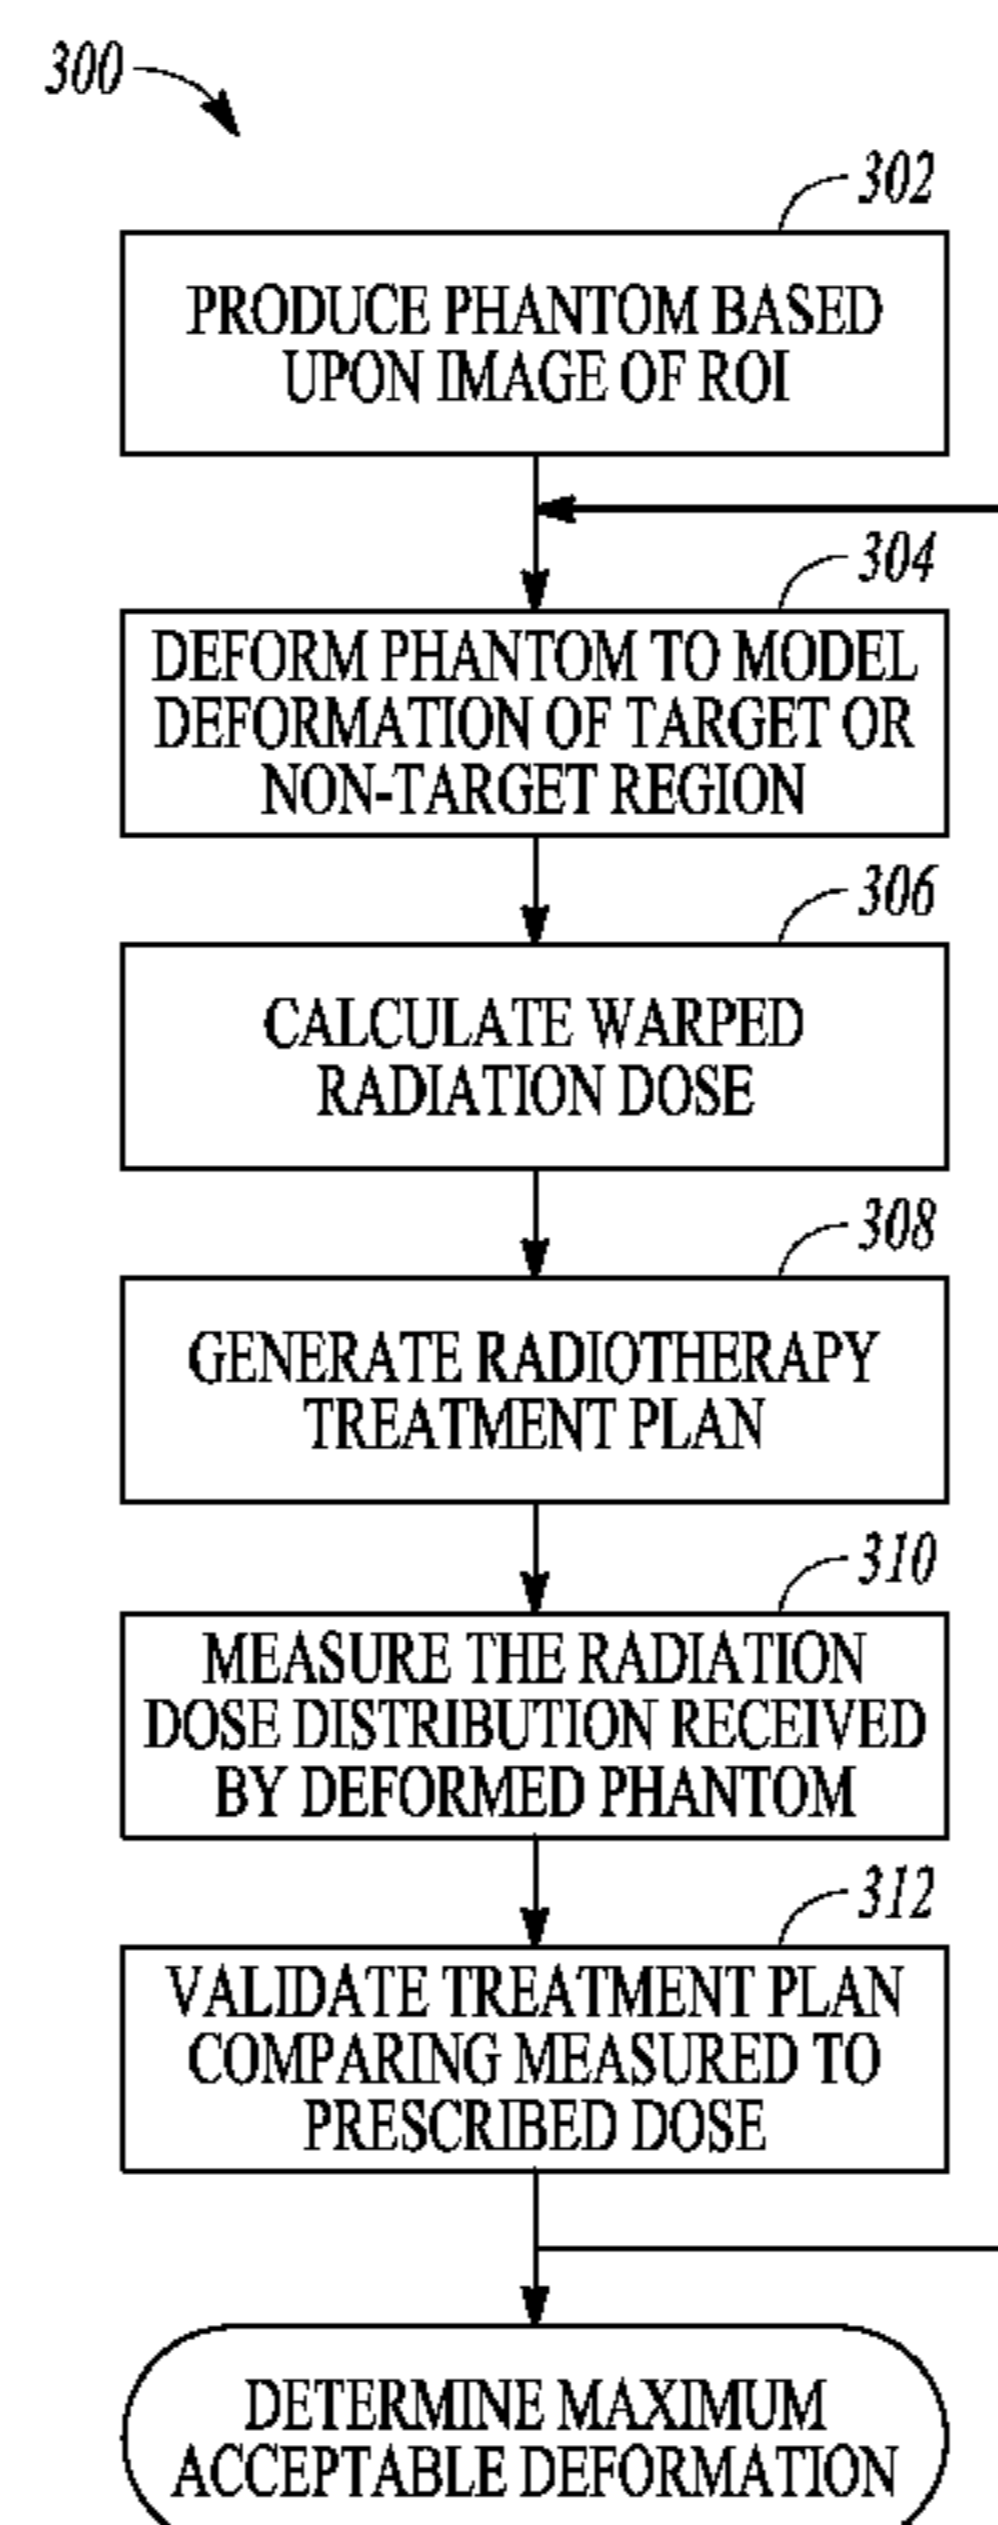 300
302
PRODUCE PHANTOM BASED
UPON IMAGE OF ROI
304
DEFORM PHANTOM TO MODEL
DEFORMATION OF TARGET OR
NON-TARGET REGION
306
CALCULATE WARPED
RADIATION DOSE
308
GENERATE RADIOTHERAPY
TREATMENT PLAN
310
MEASURE THE RADIATION
DOSE DISTRIBUTION RECEIVED
BY DEFORMED PHANTOM
312
VALIDATE TREATMENT PLAN
COMPARING MEASURED TO
PRESCRIBED DOSE
DETERMINE MAXIMUM
ACCEPTABLE DEFORMATION